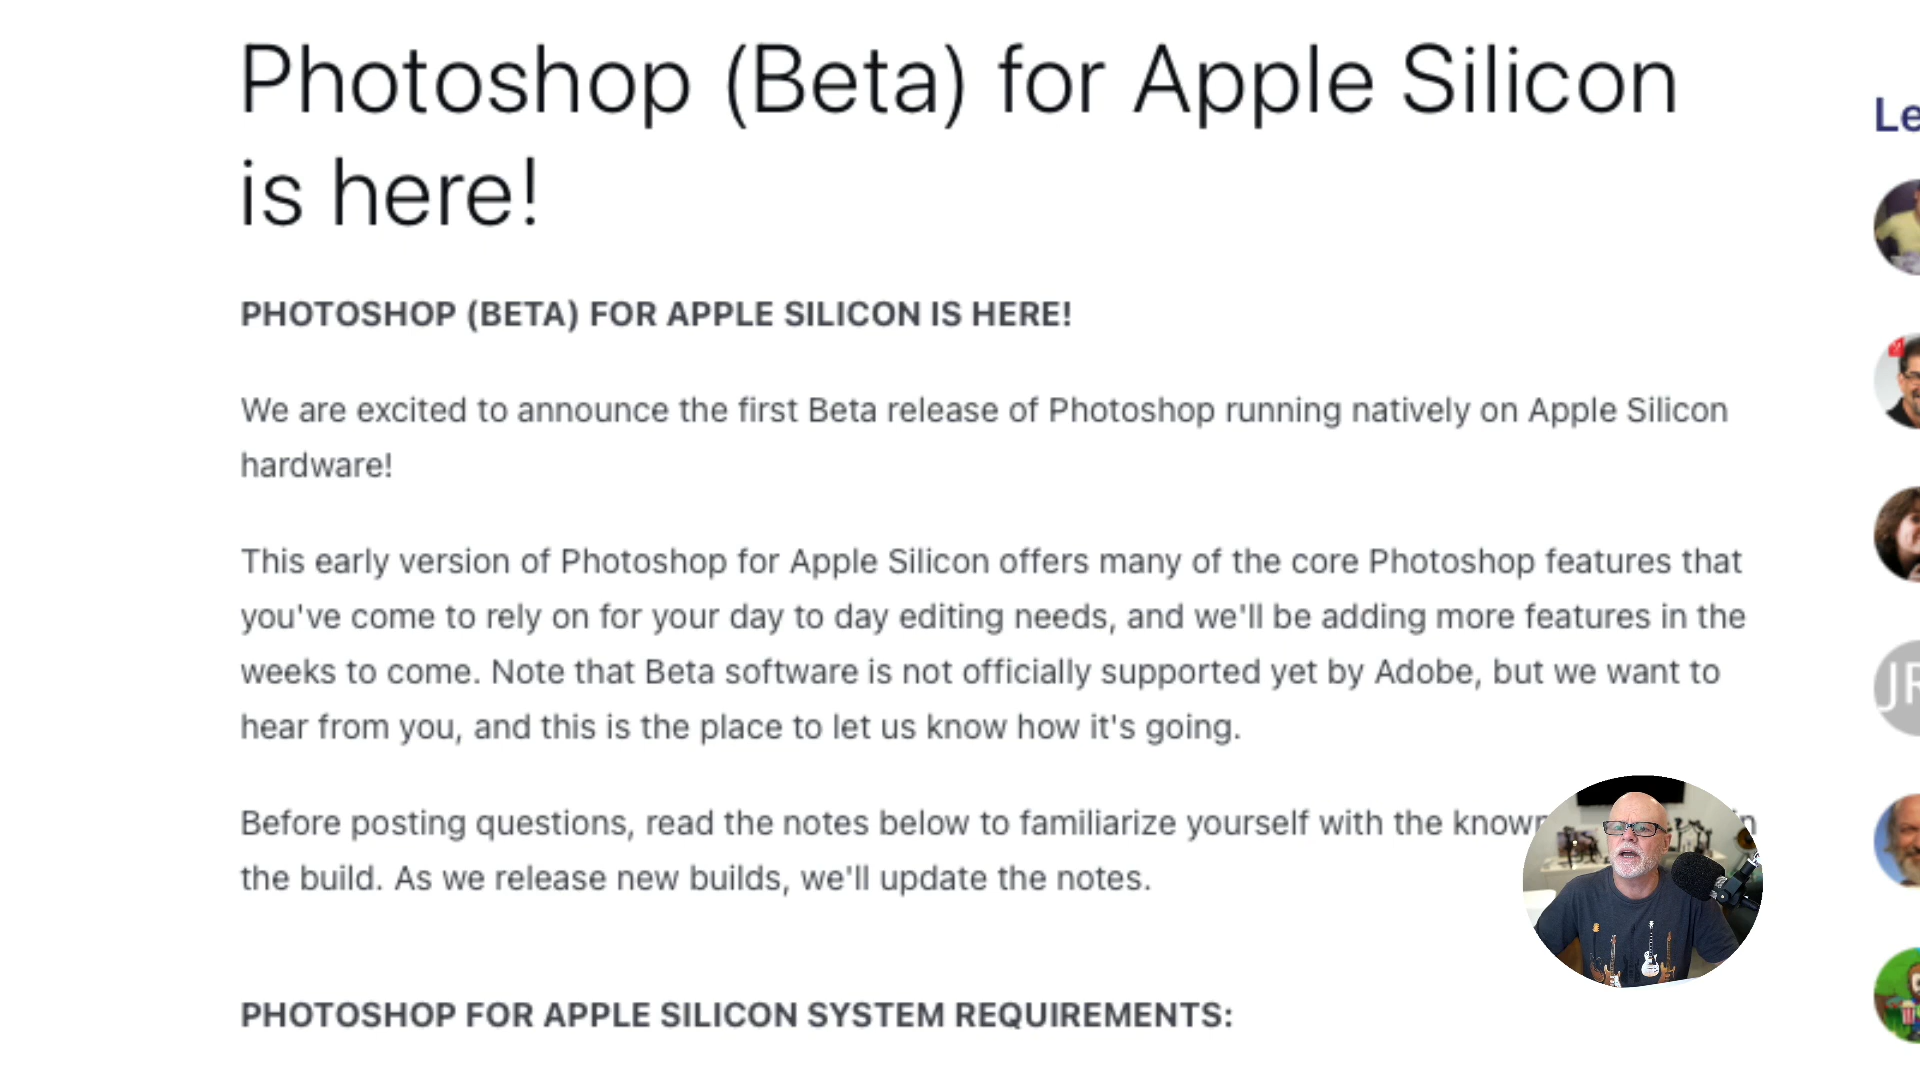 Photoshop (Beta) for Apple Silicon
is here!
PHOTOSHOP (BETA) FOR APPLE SILICON IS HERE!
We are excited to announce the first Beta release of Photoshop running natively on Apple Silicon
hardware!
This early version of Photoshop for Apple Silicon offers many of the core Photoshop features that
you've come to rely on for your day to day editing needs, and we'll be adding more features in the
weeks to come. Note that Beta software is not officially supported yet by Adobe, but we want to
hear from you, and this is the place to let us know how it's going.
Before posting questions, read the notes below to familiarize yourself with the known
the build. As we release new builds, we'll update the notes.
PHOTOSHOP FOR APPLE SILICON SYSTEM REQUIREMENTS:
Le
JR